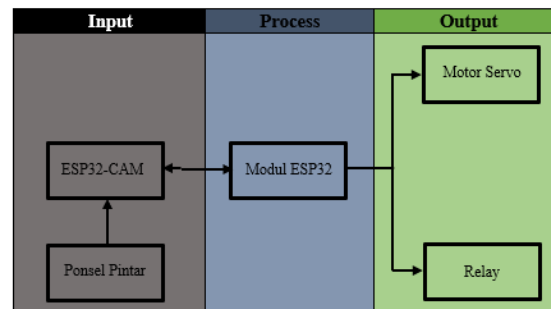 Input
Process
Output
Motor Servo
ESP32-CAM
Modul ESP32
Ponsel Pintar
Relay